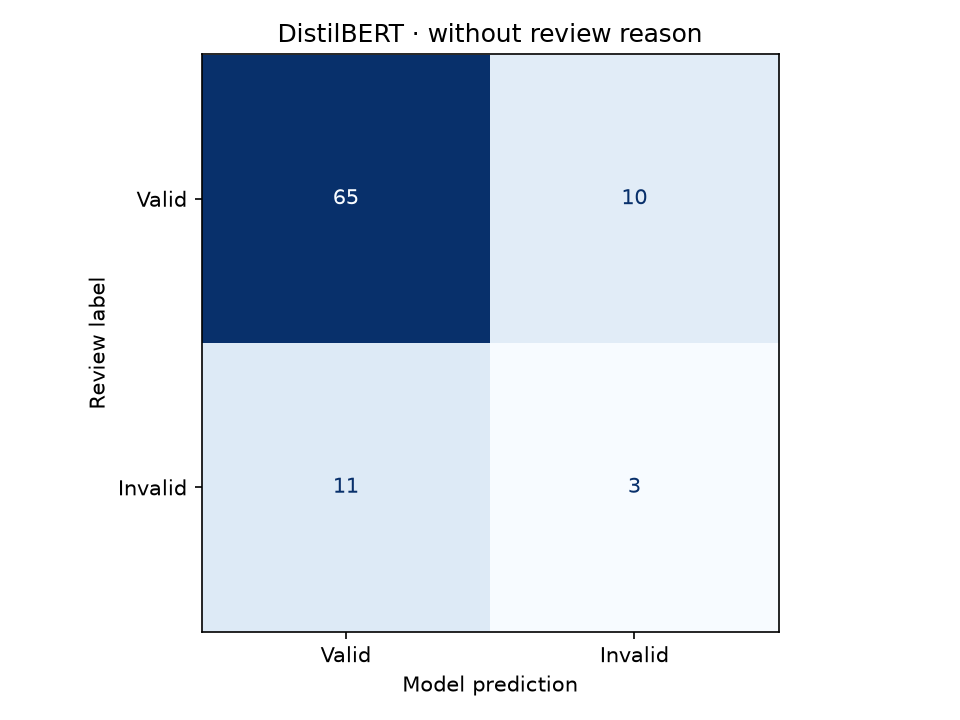 DistilBERT · without review reason
Valid
65
10
Review label
Invalid
11
3
Valid
Invalid
Model prediction